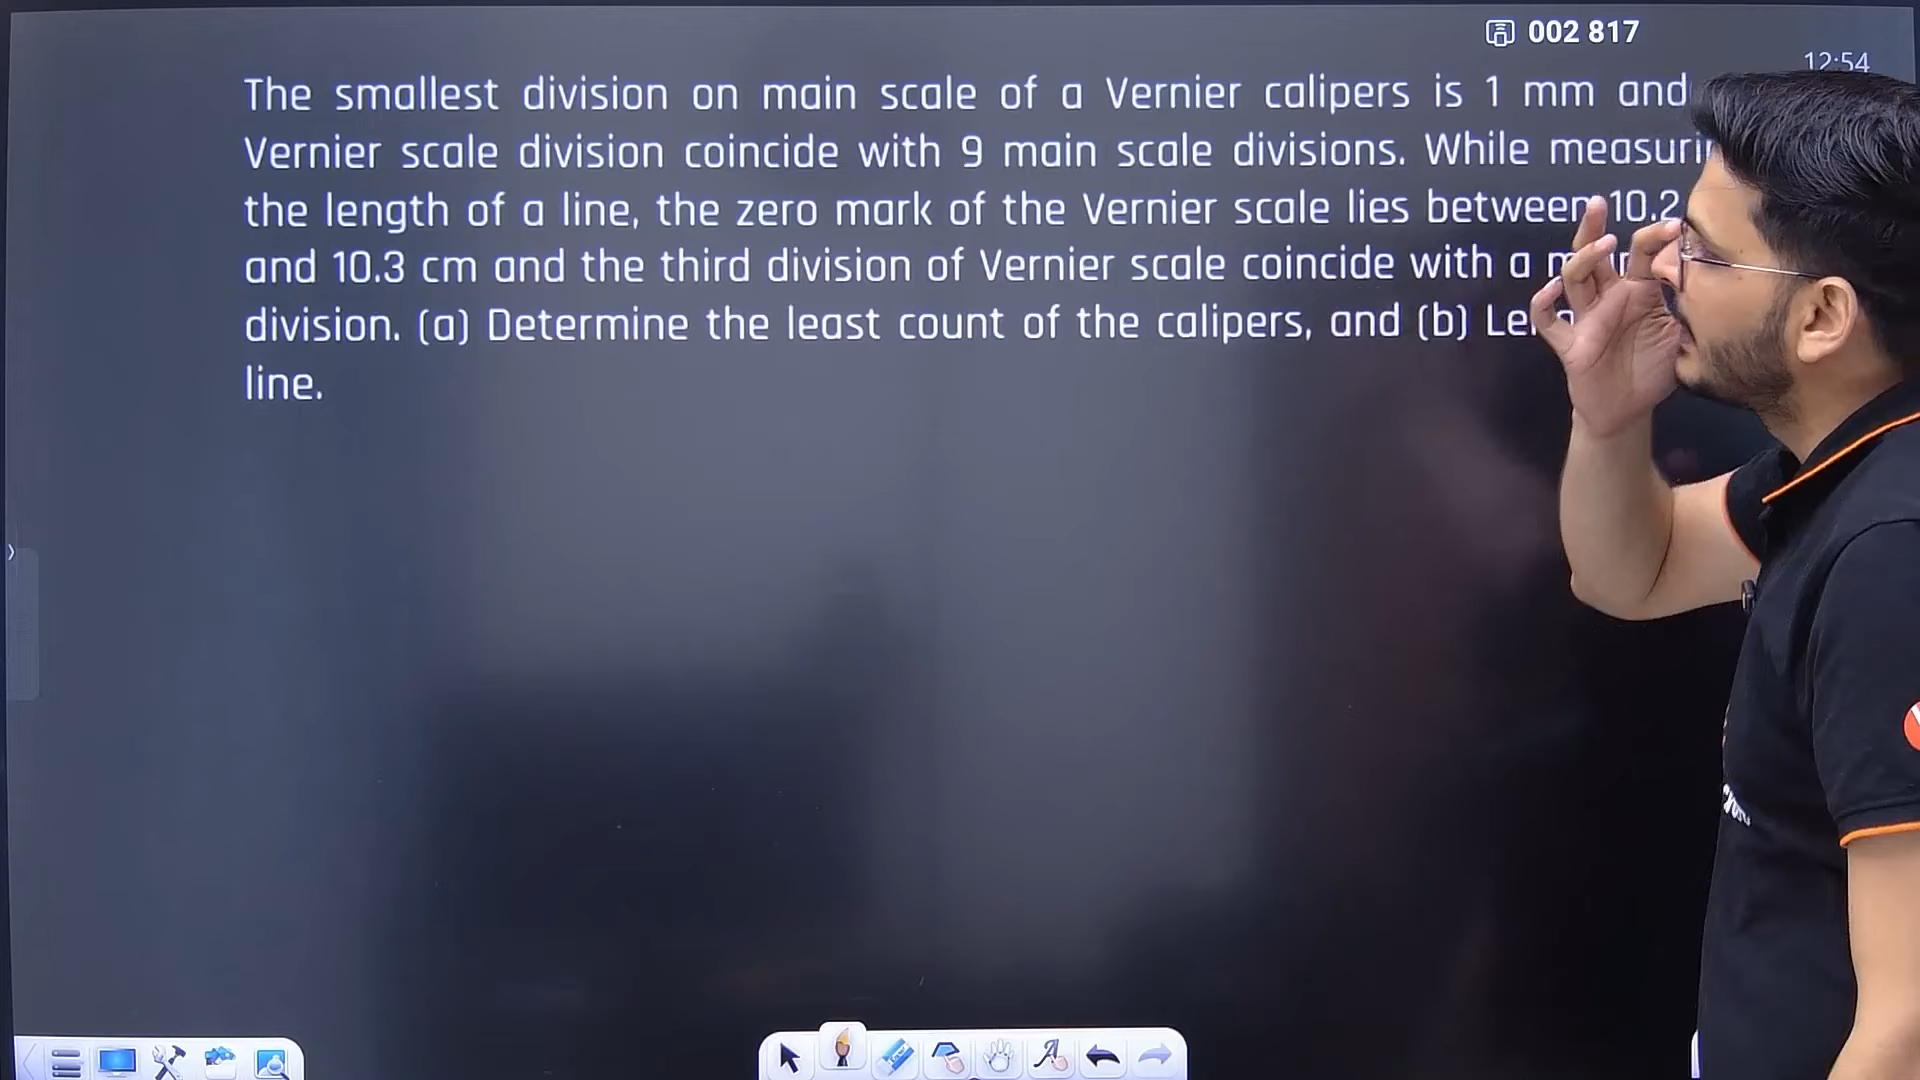 002 817
12:54
The smallest division on main scale of a Vernier calipers is 1 mm and
Vernier scale division coincide with 9 main scale divisions. While
the length of a line, the zero mark of the Vernier scale lies between 10.2
and 10.3 cm and the third division of Vernier scale coincide with a
division. (a) Determine the least count of the calipers, and (b)
line.